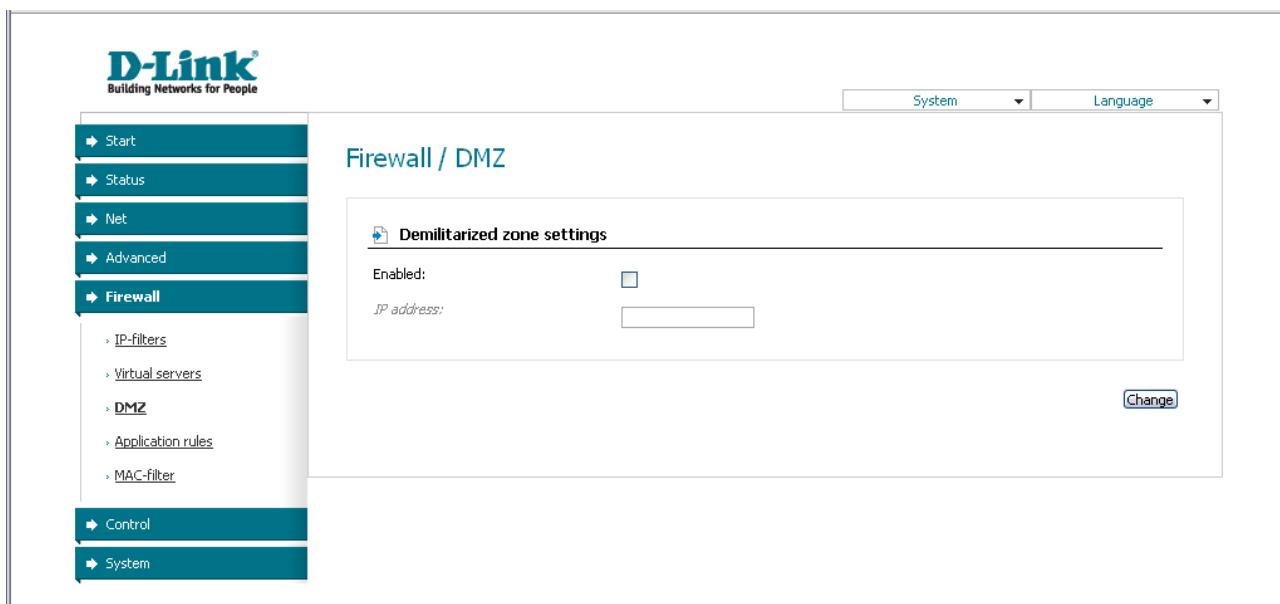 D-Link
Building Networks for People
System
Language
Start
Status
Net
Advanced
Firewall
IP-filters
Virtual servers
DMZ
Application rules
MAC-filter
Control
System
Firewall / DMZ
Demilitarized zone settings
Enabled:
IP address:
Change